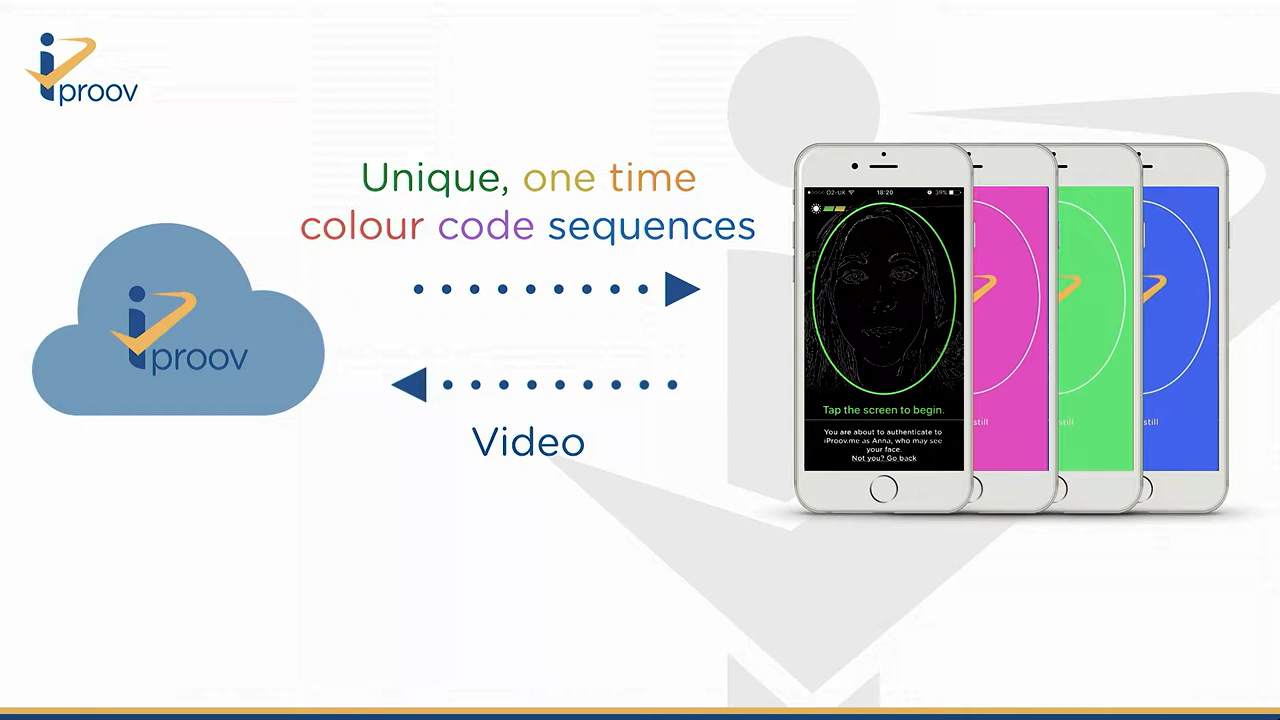 iproov
Unique, one time
colour code sequences
iproov
Video
O2-UK 18:20 39%
Tap the screen to begin.
You are about to authenticate to
iProov.me as Anna, who may see
your face.
Not you? Go back
still
still